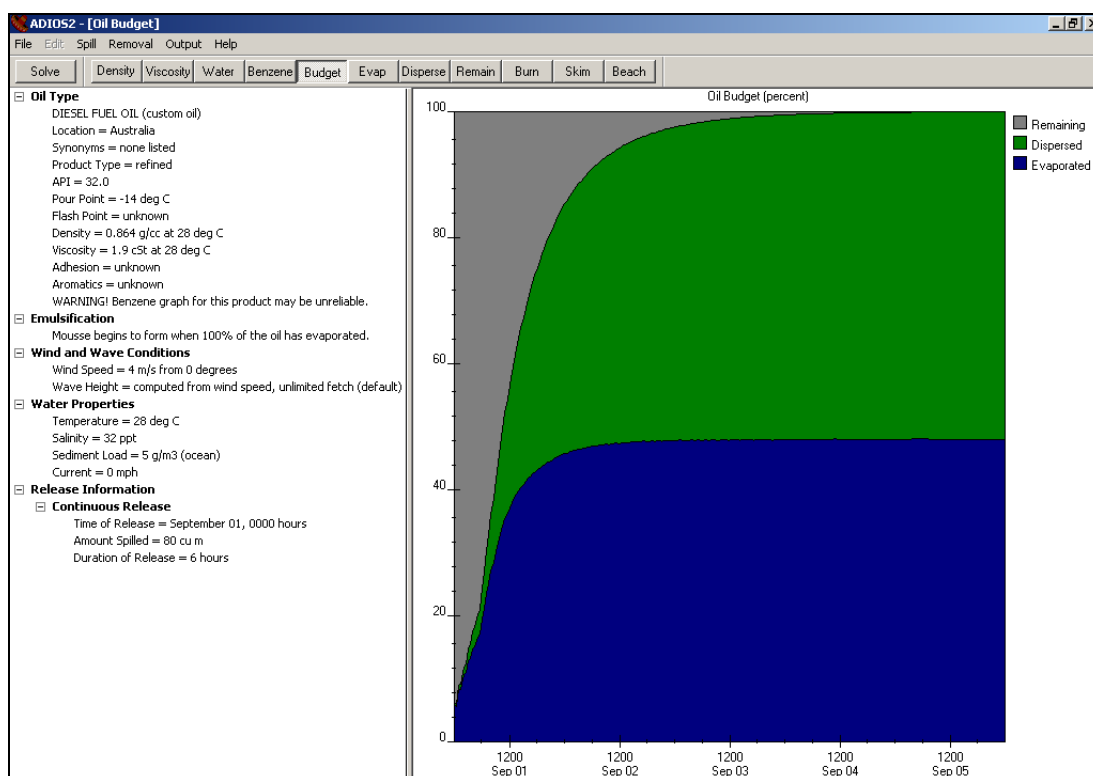 ADIOS2 - [Oil Budget]
File Edit Spill Removal Output Help
Solve Density Viscosity Water Benzene Budget Evap Disperse Remain Burn Skim Beach
Oil Type
DIESEL FUEL OIL (custom oil)
Location = Australia
Synonyms = none listed
Product Type = refined
API = 32.0
Pour Point = -14 deg C
Flash Point = unknown
Density = 0.864 g/cc at 28 deg C
Viscosity = 1.9 cSt at 28 deg C
Adhesion = unknown
Aromatics = unknown
WARNING! Benzene graph for this product may be unreliable.
Emulsification
Mousse begins to form when 100% of the oil has evaporated.
Wind and Wave Conditions
Wind Speed = 4 m/s from 0 degrees
Wave Height = computed from wind speed, unlimited fetch (default)
Water Properties
Temperature = 28 deg C
Salinity = 32 ppt
Sediment Load = 5 g/m3 (ocean)
Current = 0 mph
Release Information
Continuous Release
Time of Release = September 01, 0000 hours
Amount Spilled = 80 cu m
Duration of Release = 6 hours
Oil Budget (percent)
100
80
60
40
20
0
1200 1200 1200 1200 1200
Sep 01 Sep 02 Sep 03 Sep 04 Sep 05
Remaining
Dispersed
Evaporated